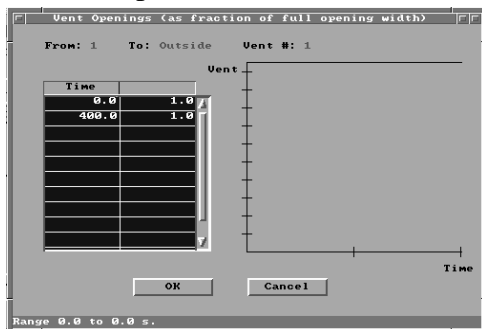 Vent Openings (as fraction of full opening width)
From: 1 To: Outside Vent #: 1
Vent
Time
0.0 1.0
400.0 1.0
Time
OK Cancel
Range 0.0 to 0.0 s.